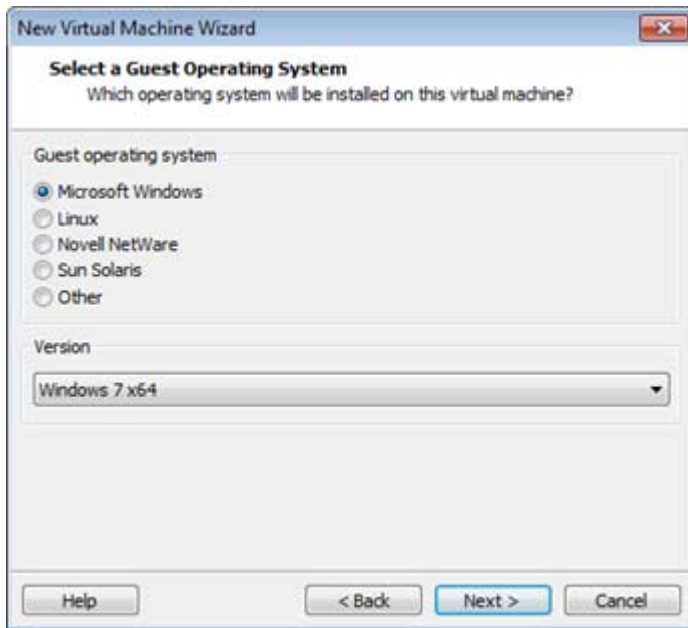 New Virtual Machine Wizard
Select a Guest Operating System
Which operating system will be installed on this virtual machine?
Guest operating system
Microsoft Windows
Linux
Novell NetWare
Sun Solaris
Other
Version
Windows 7 x64
Help
< Back
Next >
Cancel